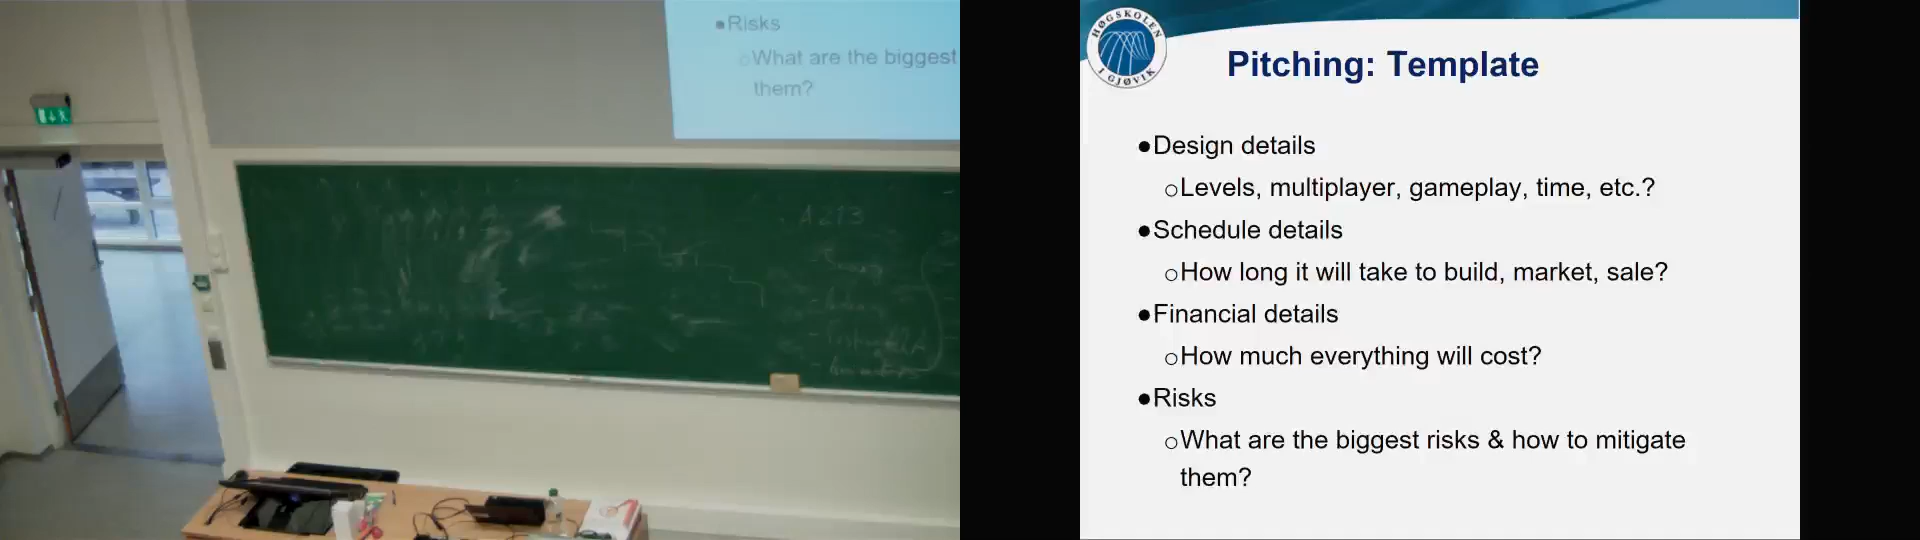 ●Risks
○What are the biggest
them?
HØGSKOLEN I GJØVIK
Pitching: Template
●Design details
○Levels, multiplayer, gameplay, time, etc.?
●Schedule details
○How long it will take to build, market, sale?
●Financial details
○How much everything will cost?
●Risks
○What are the biggest risks & how to mitigate
them?